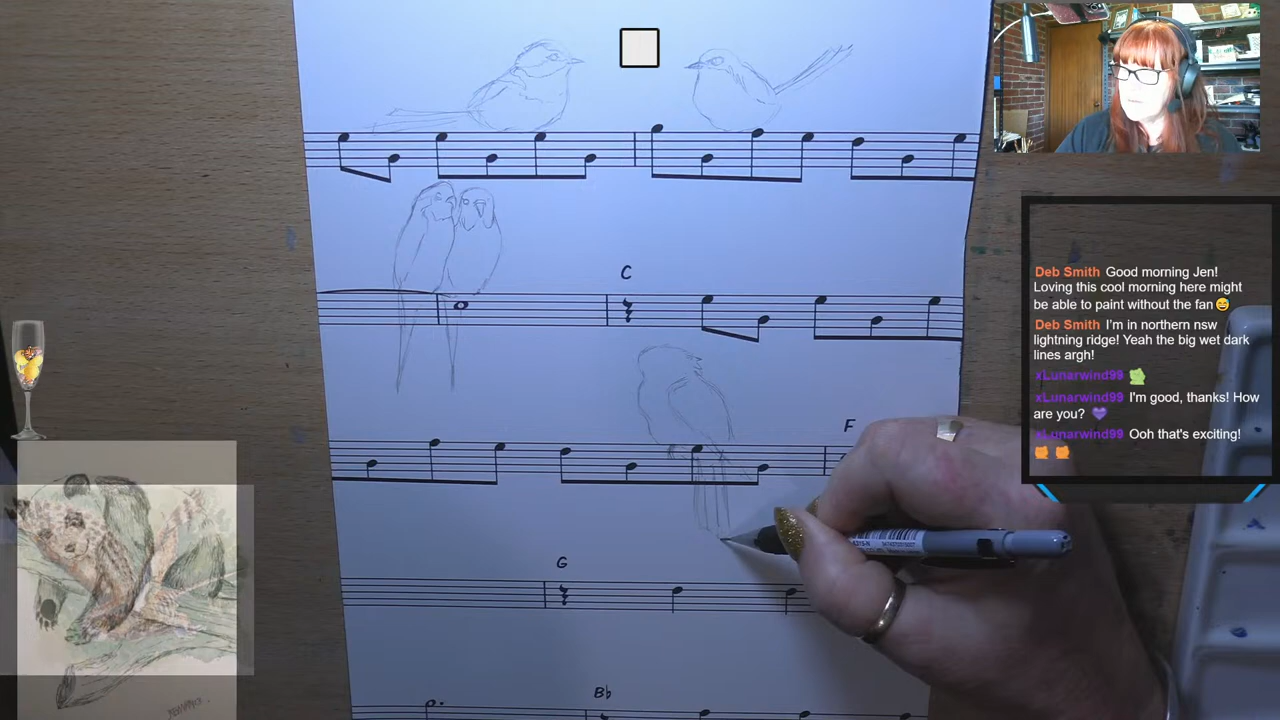 C
F
G
Bb
Deb Smith Good morning Jen!
Loving this cool morning here might
be able to paint without the fan😅
Deb Smith I'm in northern nsw
lightning ridge! Yeah the big wet dark
lines argh!
xLunarwind99
xLunarwind99 I'm good, thanks! How
are you? 💜
xLunarwind99 Ooh that's exciting!